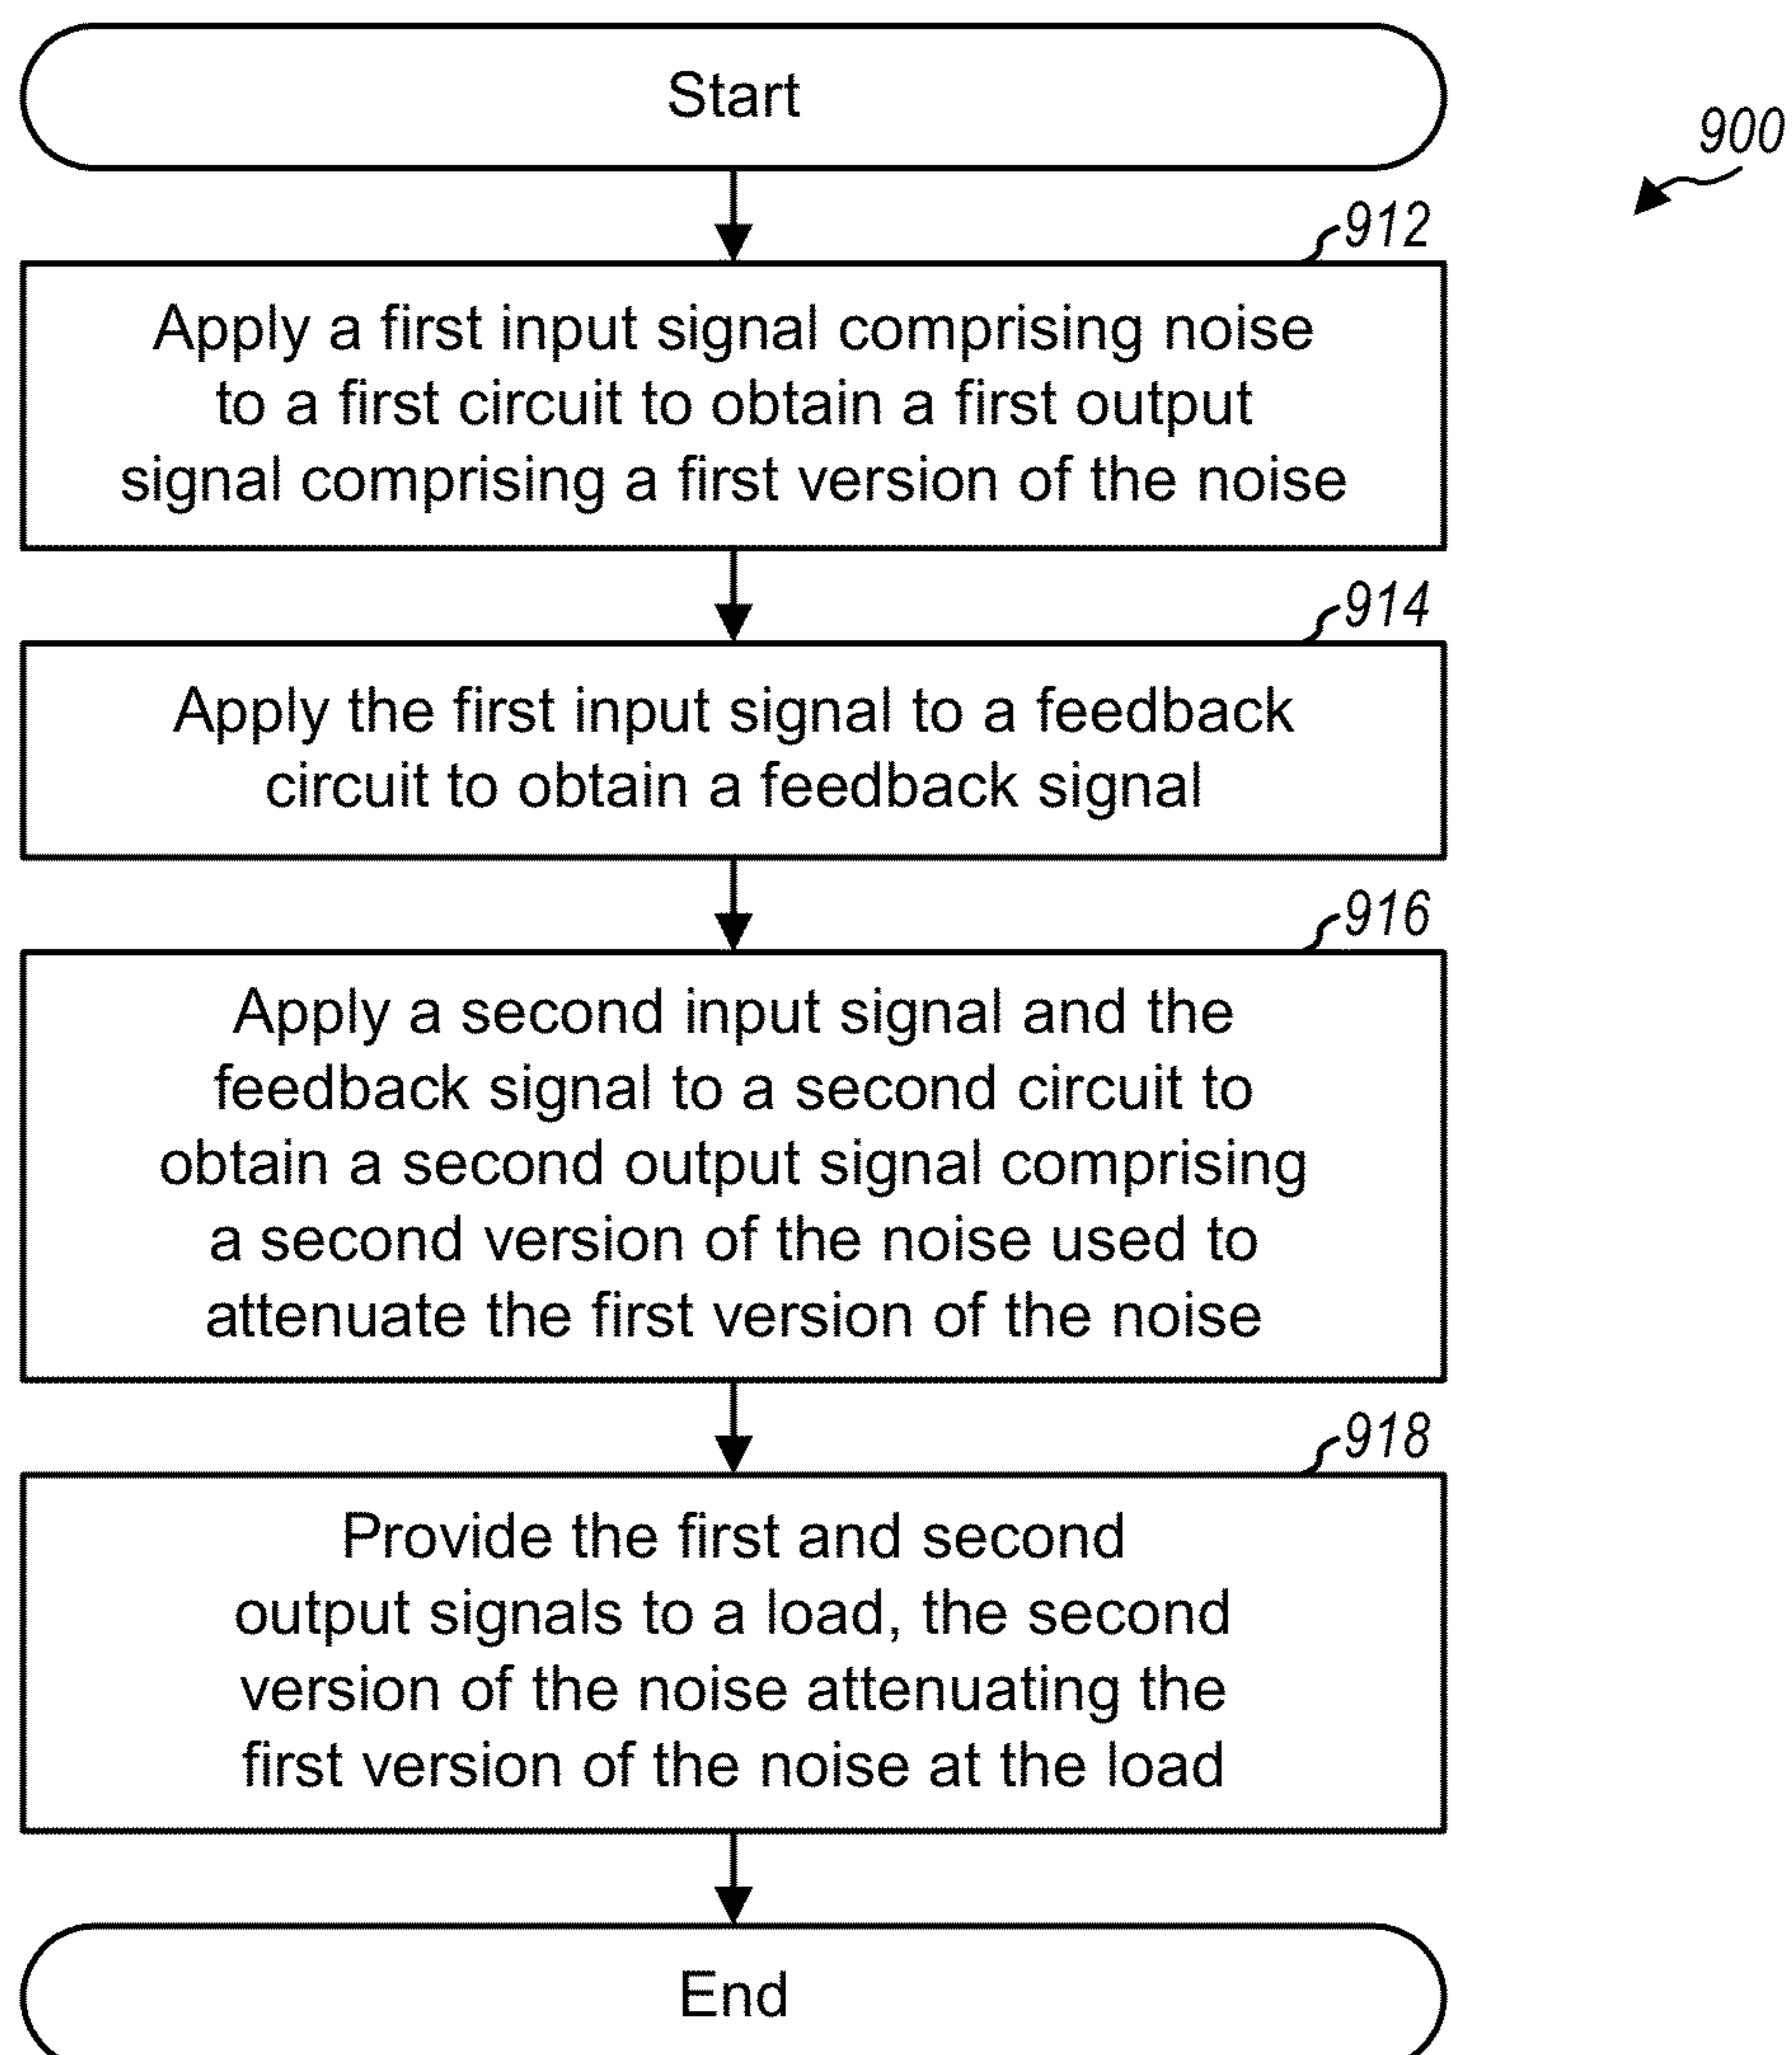 Start
900
912
Apply a first input signal comprising noise
to a first circuit to obtain a first output
signal comprising a first version of the noise
914
Apply the first input signal to a feedback
circuit to obtain a feedback signal
916
Apply a second input signal and the
feedback signal to a second circuit to
obtain a second output signal comprising
a second version of the noise used to
attenuate the first version of the noise
918
Provide the first and second
output signals to a load, the second
version of the noise attenuating the
first version of the noise at the load
End